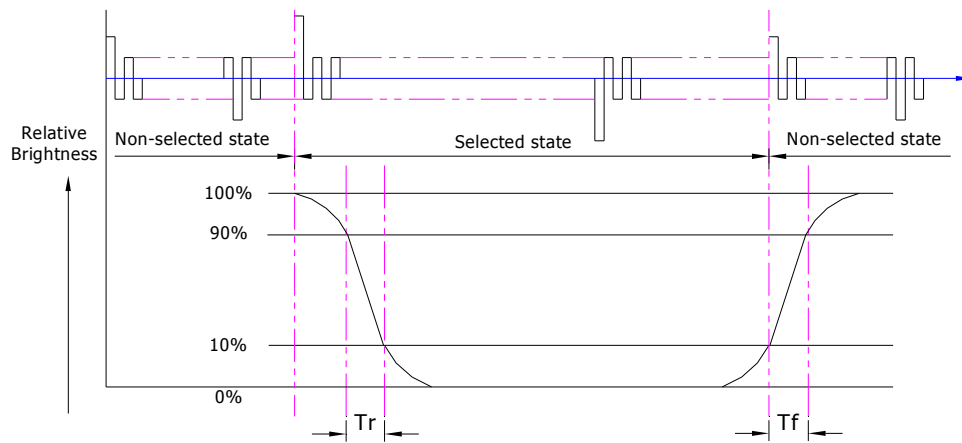 Relative
Brightness
Non-selected state
Selected state
Non-selected state
100%
90%
10%
0%
Tr
Tf